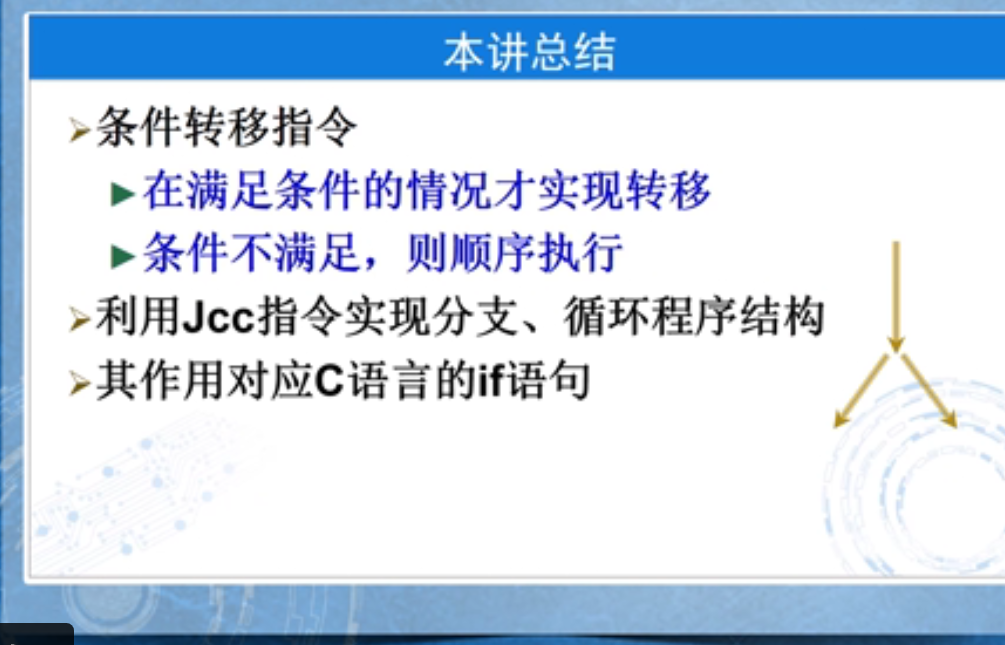 本讲总结
条件转移指令
在满足条件的情况才实现转移
条件不满足，则顺序执行
利用Jcc指令实现分支、循环程序结构
其作用对应C语言的if语句